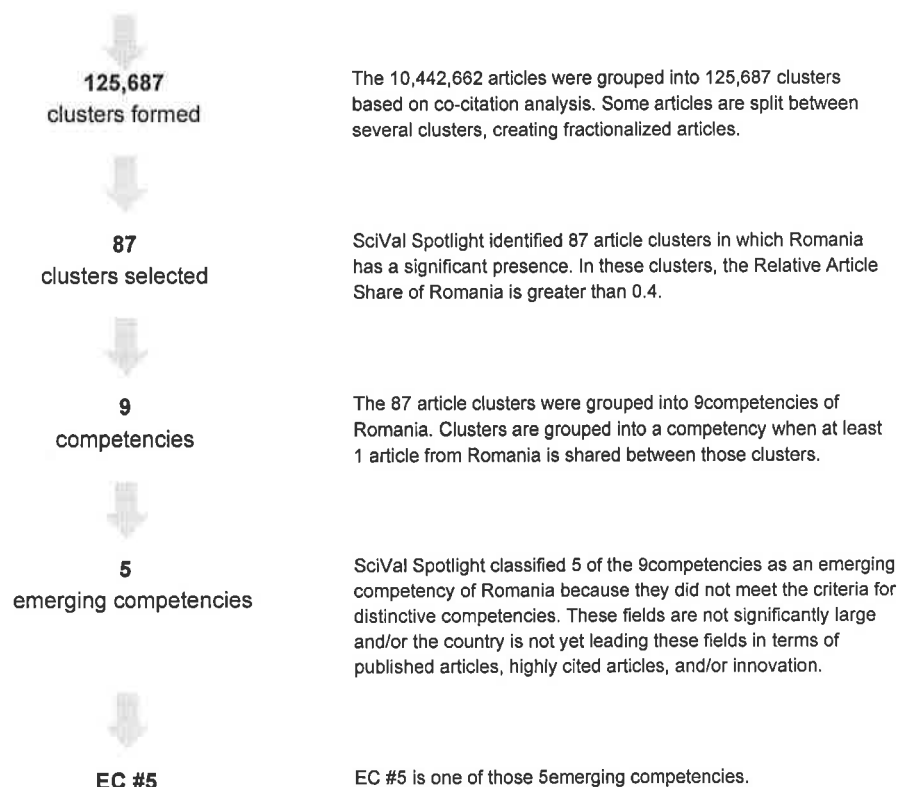 125,687
clusters formed
The 10,442,662 articles were grouped into 125,687 clusters
based on co-citation analysis. Some articles are split between
several clusters, creating fractionalized articles.
87
clusters selected
SciVal Spotlight identified 87 article clusters in which Romania
has a significant presence. In these clusters, the Relative Article
Share of Romania is greater than 0.4.
9
competencies
The 87 article clusters were grouped into 9competencies of
Romania. Clusters are grouped into a competency when at least
1 article from Romania is shared between those clusters.
5
emerging competencies
SciVal Spotlight classified 5 of the 9competencies as an emerging
competency of Romania because they did not meet the criteria for
distinctive competencies. These fields are not significantly large
and/or the country is not yet leading these fields in terms of
published articles, highly cited articles, and/or innovation.
EC #5
EC #5 is one of those 5emerging competencies.